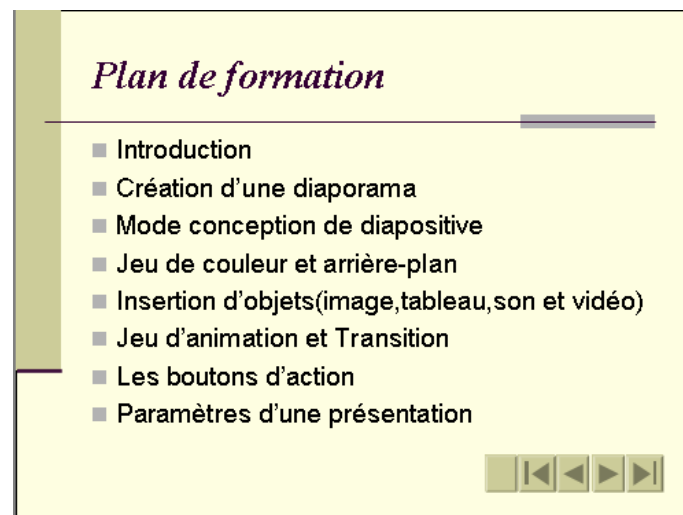 Plan de formation
Introduction
Création d’une diaporama
Mode conception de diapositive
Jeu de couleur et arrière-plan
Insertion d’objets(image,tableau,son et vidéo)
Jeu d’animation et Transition
Les boutons d’action
Paramètres d’une présentation